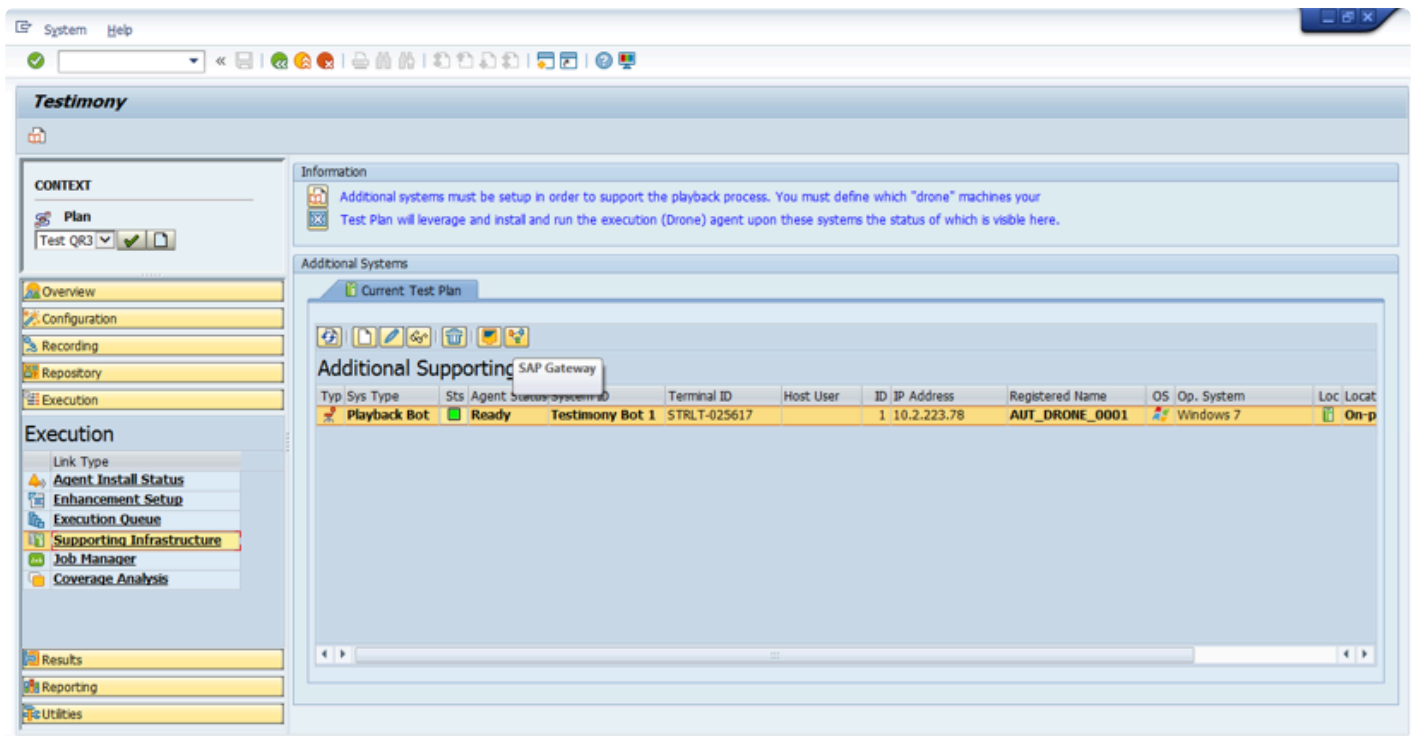 System Help
Testimony
CONTEXT
Plan
Test QR3
Overview
Configuration
Recording
Repository
Execution
Execution
Link Type
Agent Install Status
Enhancement Setup
Execution Queue
Supporting Infrastructure
Job Manager
Coverage Analysis
Results
Reporting
Utilities
Information
Additional systems must be setup in order to support the playback process. You must define which "drone" machines your
Test Plan will leverage and install and run the execution (Drone) agent upon these systems the status of which is visible here.
Additional Systems
Current Test Plan
Additional Supporting
SAP Gateway
Typ Sys Type Sts Agent Status System ID Terminal ID Host User ID IP Address Registered Name OS Op. System Loc Locat
Playback Bot Ready Testimony Bot 1 STRLT-025617 1 10.2.223.78 AUT_DRONE_0001 Windows 7 On-p